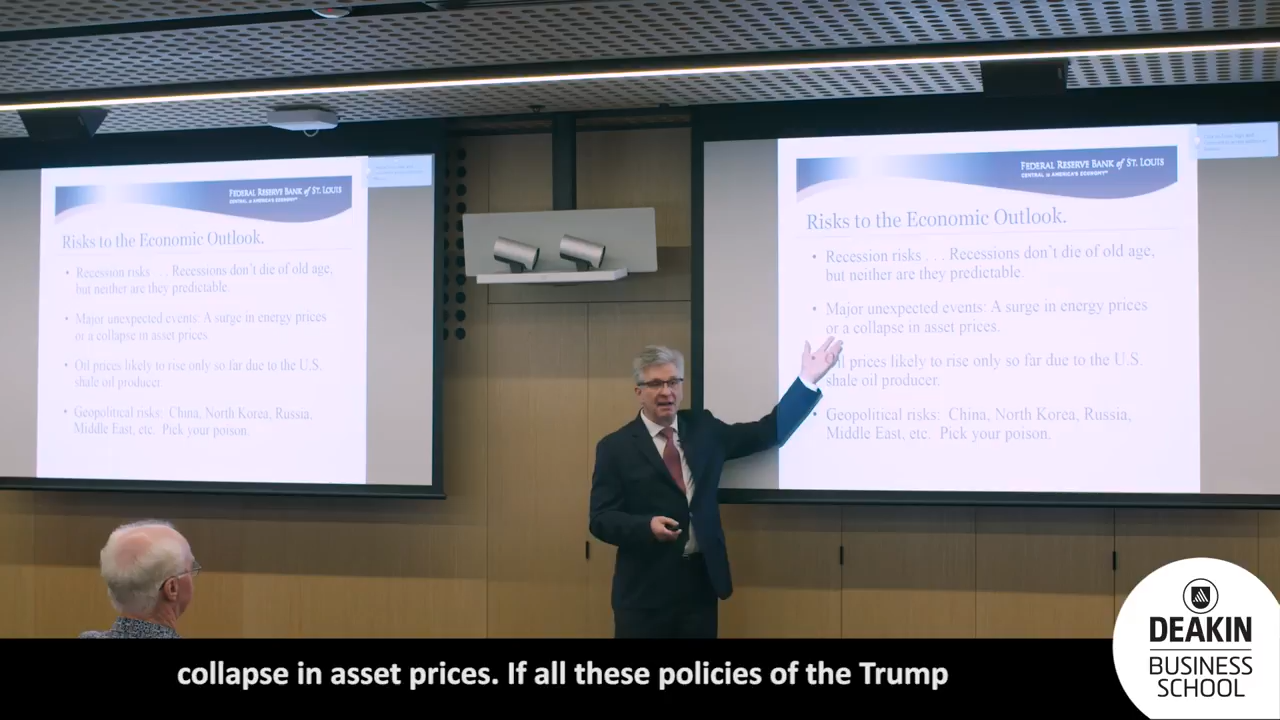 FEDERAL RESERVE BANK of ST. LOUIS
CENTRAL to AMERICA'S ECONOMY™
Risks to the Economic Outlook.
• Recession risks . . . Recessions don't die of old age,
but neither are they predictable.
• Major unexpected events: A surge in energy prices
or a collapse in asset prices
• Oil prices likely to rise only so far due to the U.S.
shale oil producer.
• Geopolitical risks: China, North Korea, Russia,
Middle East, etc. Pick your poison.
FEDERAL RESERVE BANK of ST. LOUIS
CENTRAL to AMERICA'S ECONOMY™
Risks to the Economic Outlook.
• Recession risks . . . Recessions don't die of old age,
but neither are they predictable.
• Major unexpected events: A surge in energy prices
or a collapse in asset prices.
Oil prices likely to rise only so far due to the U.S.
shale oil producer.
• Geopolitical risks: China, North Korea, Russia,
Middle East, etc. Pick your poison.
collapse in asset prices. If all these policies of the Trump
DEAKIN
BUSINESS
SCHOOL